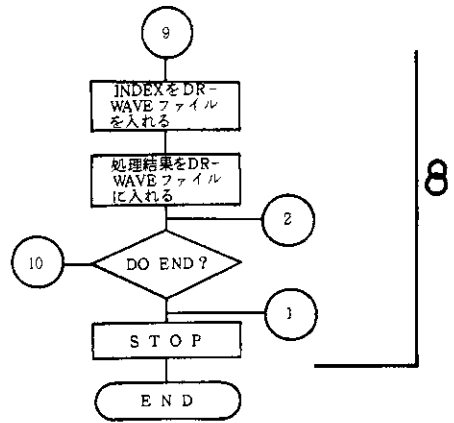 9
INDEXをDR-
WAVEファイル
を入れる
処理結果をDR-
WAVEファイル
に入れる
2
10
DO END?
1
STOP
END
8